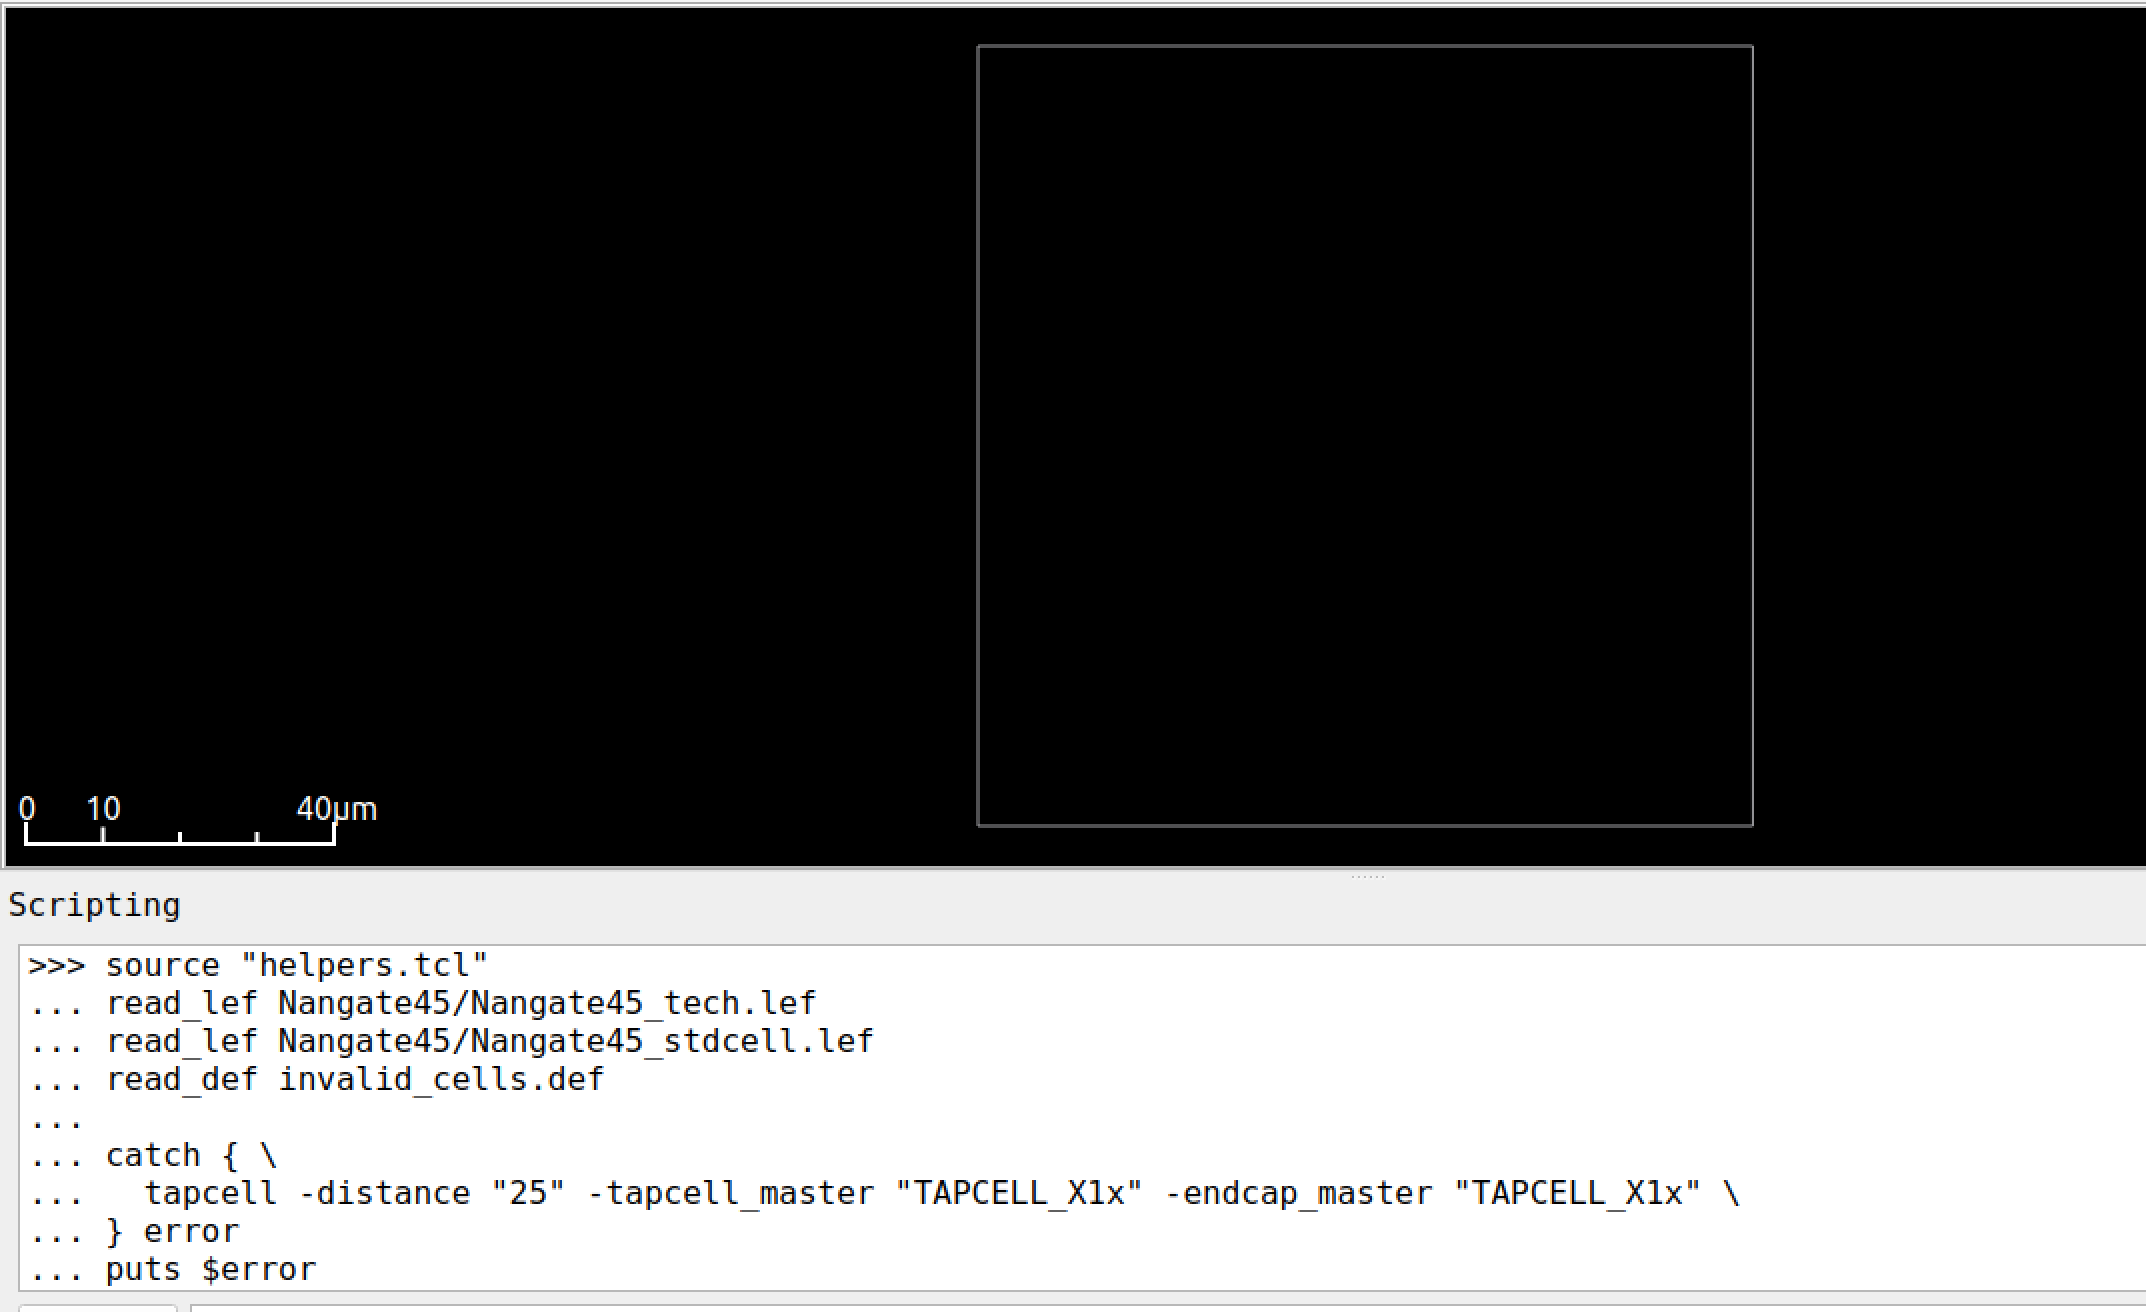 0 10 40µm
Scripting
>>> source "helpers.tcl"
... read_lef Nangate45/Nangate45_tech.lef
... read_lef Nangate45/Nangate45_stdcell.lef
... read_def invalid_cells.def
...
... catch { \
...   tapcell -distance "25" -tapcell_master "TAPCELL_X1x" -endcap_master "TAPCELL_X1x" \
... } error
... puts $error